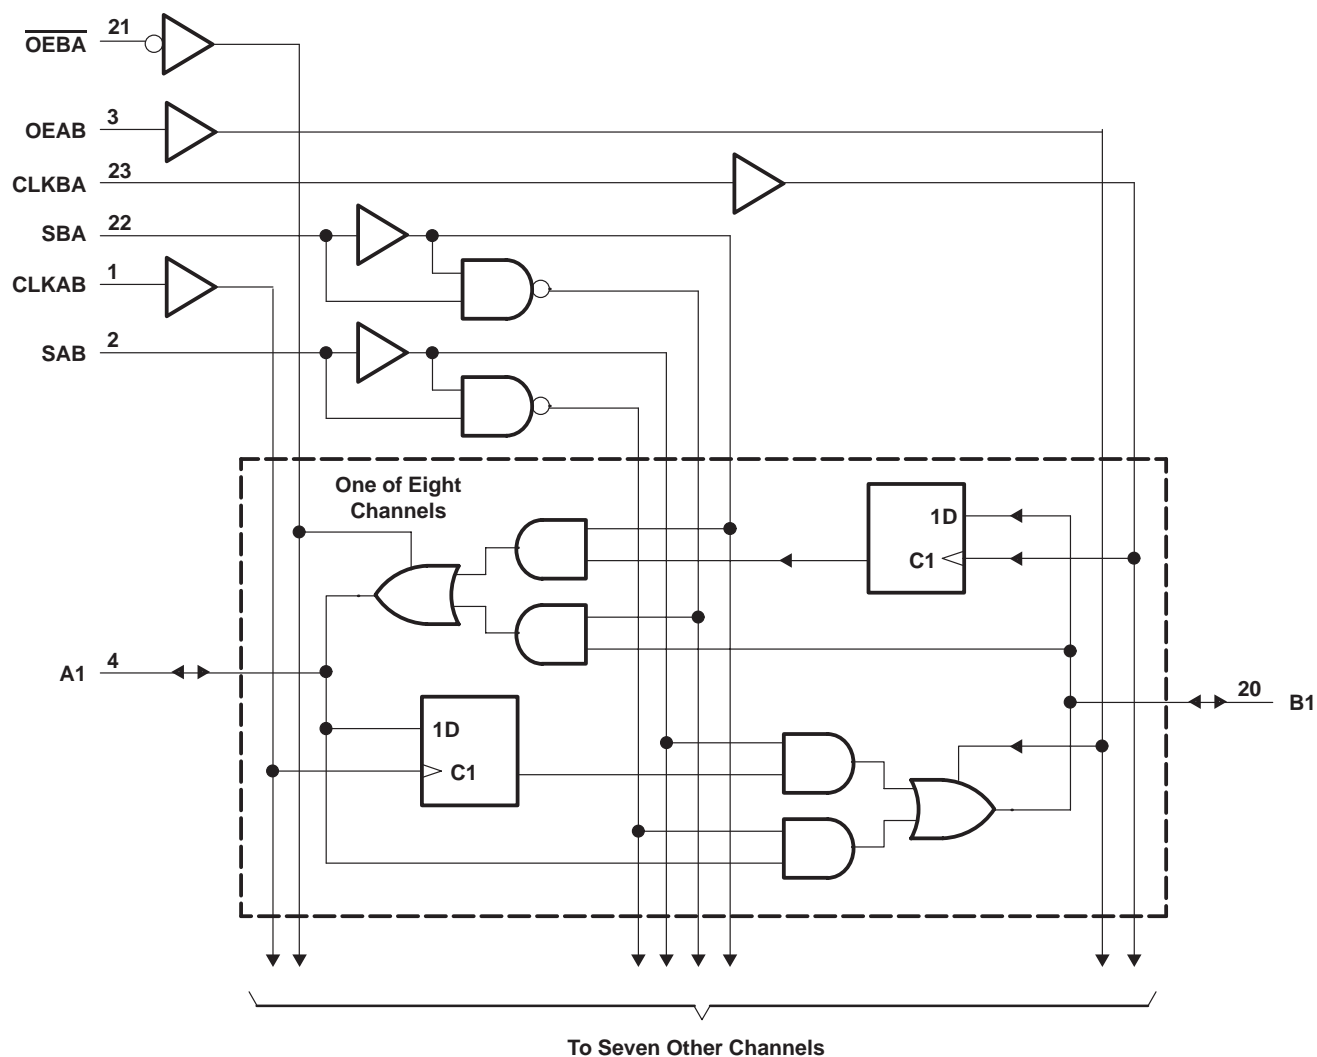 OEBA 21
OEAB 3
CLKBA 23
SBA 22
CLKAB 1
SAB 2
One of Eight
Channels
1D
C1
A1 4
1D
C1
20 B1
To Seven Other Channels